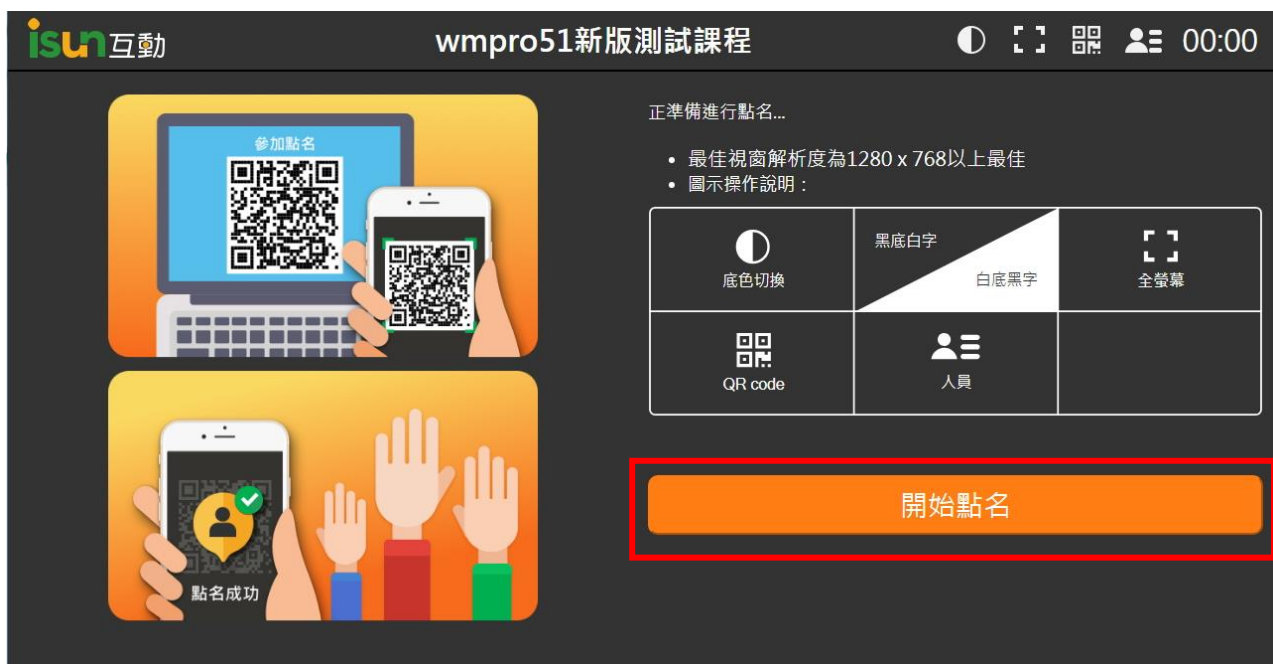 isun互動
wmpro51新版測試課程
00:00
參加點名
點名成功
正準備進行點名...
• 最佳視窗解析度為1280 x 768以上最佳
• 圖示操作說明：
底色切換
黑底白字
白底黑字
全螢幕
QR code
人員
開始點名